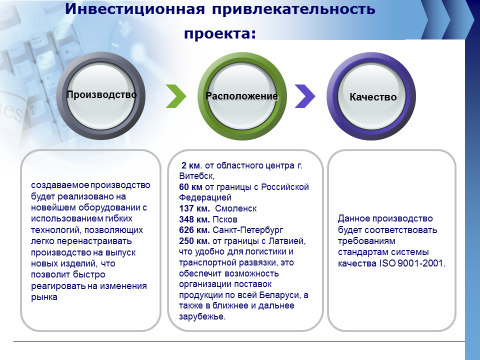 Инвестиционная привлекательность
проекта:
Производство
Расположение
Качество
создаваемое производство
будет реализовано на
новейшем оборудовании с
использованием гибких
технологий, позволяющих
легко перенастраивать
производство на выпуск
новых изделий, что
позволит быстро
реагировать на изменения
рынка
2 км. от областного центра г.
Витебск,
60 км от границы с Российской
Федерацией
137 км. Смоленск
348 км. Псков
626 км. Санкт-Петербург
250 км. от границы с Латвией,
что удобно для логистики и
транспортной развязки, это
обеспечит возможность
организации поставок
продукции по всей Беларуси, а
также в ближнее и дальнее
зарубежье.
Данное производство
будет соответствовать
требованиям
стандартам системы
качества ISO 9001-2001.